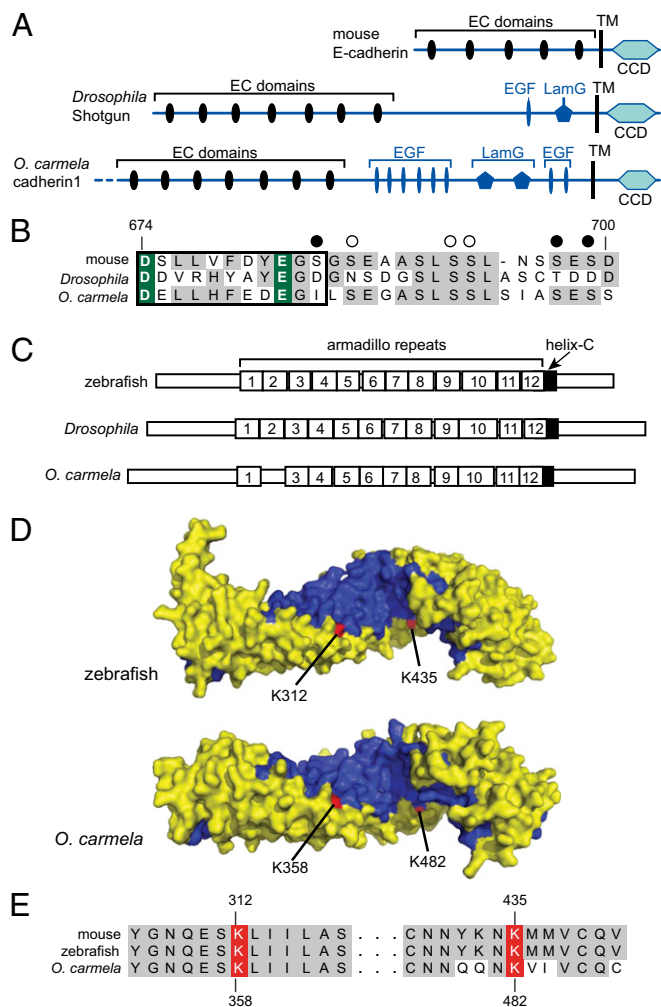 A
mouse
E-cadherin
EC domains
TM
CCD
Drosophila
Shotgun
EC domains
EGF
LamG
TM
CCD
O. carmela
cadherin1
EC domains
EGF
LamG
EGF
TM
CCD
B
674 700
mouse D S L L V F D Y E G S G S E A A S L S S L - N S S E S D
Drosophila D D V R H Y A Y E G D G N S D G S L S S L A S C T D D D
O. carmela D E L L H F E D E G I L S E G A S L S S L S I A S E S S
C
armadillo repeats
helix-C
zebrafish 1 2 3 4 5 6 7 8 9 10 11 12
Drosophila 1 2 3 4 5 6 7 8 9 10 11 12
O. carmela 1 3 4 5 6 7 8 9 10 11 12
D
zebrafish
K312
K435
O. carmela
K358
K482
E
312 435
mouse Y G N Q E S K L I I L A S . . . C N N Y K N K M M V C Q V
zebrafish Y G N Q E S K L I I L A S . . . C N N Y K N K M M V C Q V
O. carmela Y G N Q E S K L I I L A S . . . C N N Q Q N K V I V C Q C
358 482